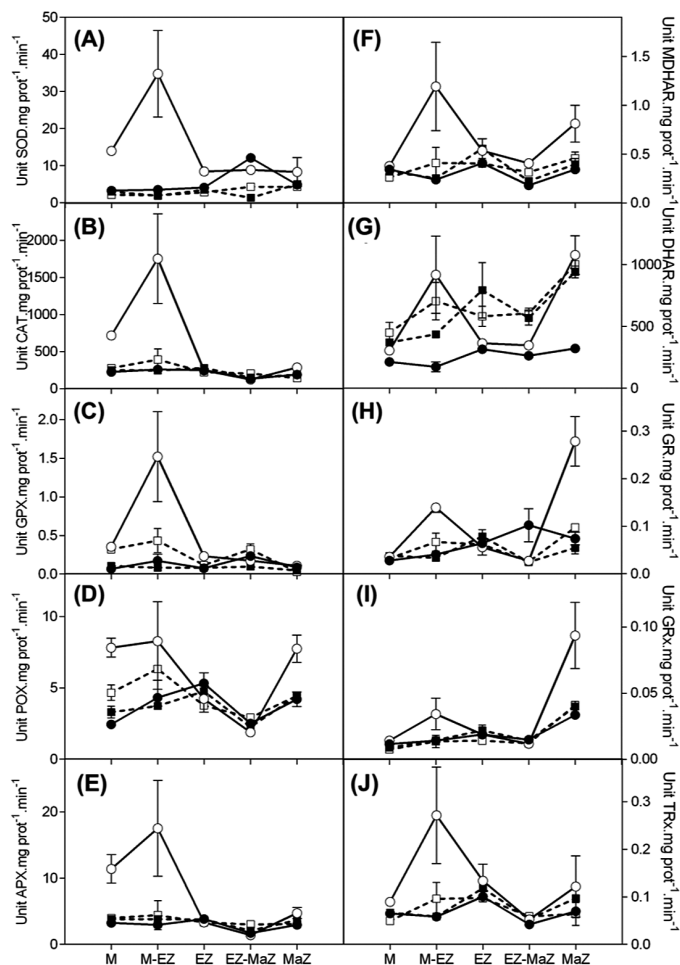 (A)
50
40
30
20
10
0
Unit SOD.mg prot-1.min-1
(F)
1.5
1.0
0.5
0.0
Unit MDHAR.mg prot-1.min-1
(B)
2000
1500
1000
500
0
Unit CAT.mg prot-1.min-1
(G)
1000
500
0
Unit DHAR.mg prot-1.min-1
(C)
2.0
1.5
1.0
0.5
0.0
Unit GPX.mg prot-1.min-1
(H)
0.3
0.2
0.1
0.0
Unit GR.mg prot-1.min-1
(D)
10
5
0
Unit POX.mg prot-1.min-1
(I)
0.10
0.05
0.00
Unit GRx.mg prot-1.min-1
(E)
20
10
0
Unit APX.mg prot-1.min-1
(J)
0.3
0.2
0.1
0.0
Unit TRx.mg prot-1.min-1
M M-EZ EZ EZ-MaZ MaZ
M M-EZ EZ EZ-MaZ MaZ